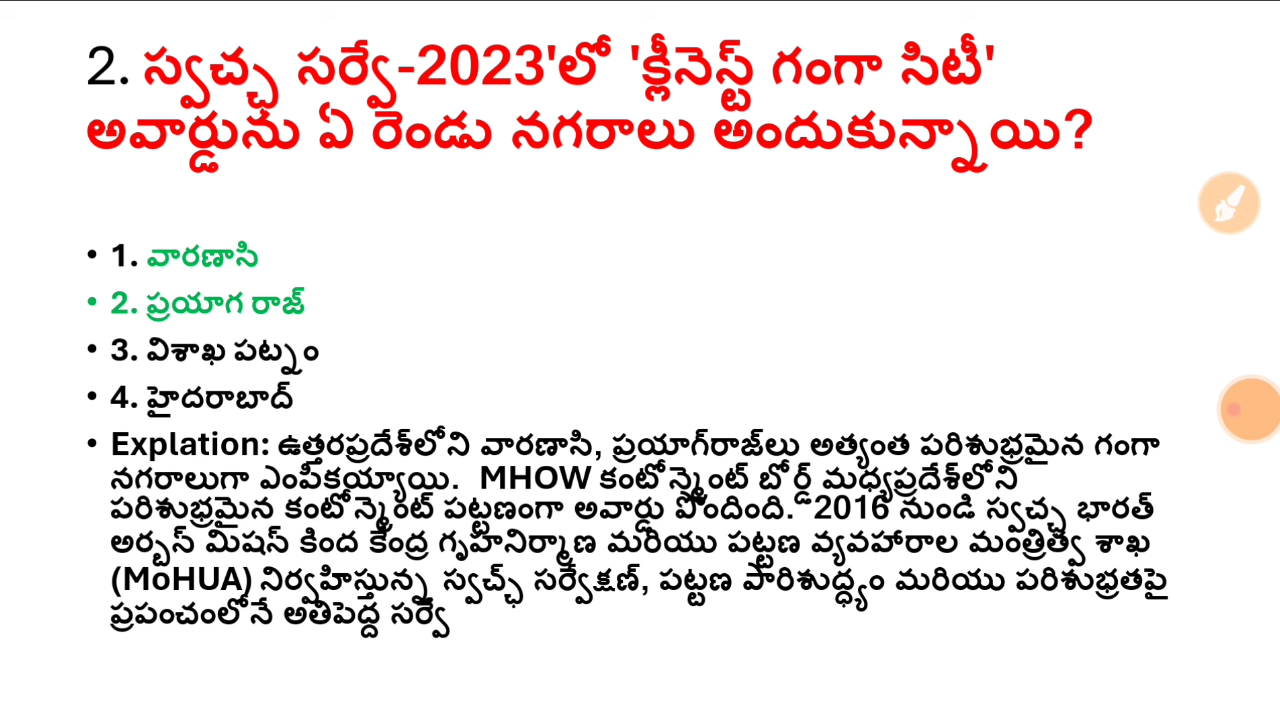 2. స్వచ్ఛ సర్వే-2023'లో 'క్లీనెస్ట్ గంగా సిటీ'
అవార్డును ఏ రెండు నగరాలు అందుకున్నాయి?
• 1. వారణాసి
• 2. ప్రయాగ రాజ్
• 3. విశాఖ పట్నం
• 4. హైదరాబాద్
• Explation: ఉత్తరప్రదేశ్‌లోని వారణాసి, ప్రయాగ్‌రాజ్‌లు అత్యంత పరిశుభ్రమైన గంగా
నగరాలుగా ఎంపికయ్యాయి. MHOW కంటోన్మెంట్ బోర్డ్ మధ్యప్రదేశ్‌లోని
పరిశుభ్రమైన కంటోన్మెంట్ పట్టణంగా అవార్డు పొందింది. 2016 నుండి స్వచ్ఛ భారత్
అర్బన్ మిషన్ కింద కేంద్ర గృహనిర్మాణ మరియు పట్టణ వ్యవహారాల మంత్రిత్వ శాఖ
(MoHUA) నిర్వహిస్తున్న స్వచ్ఛ్ సర్వేక్షణ్, పట్టణ పారిశుద్ధ్యం మరియు పరిశుభ్రతపై
ప్రపంచంలోనే అతిపెద్ద సర్వే